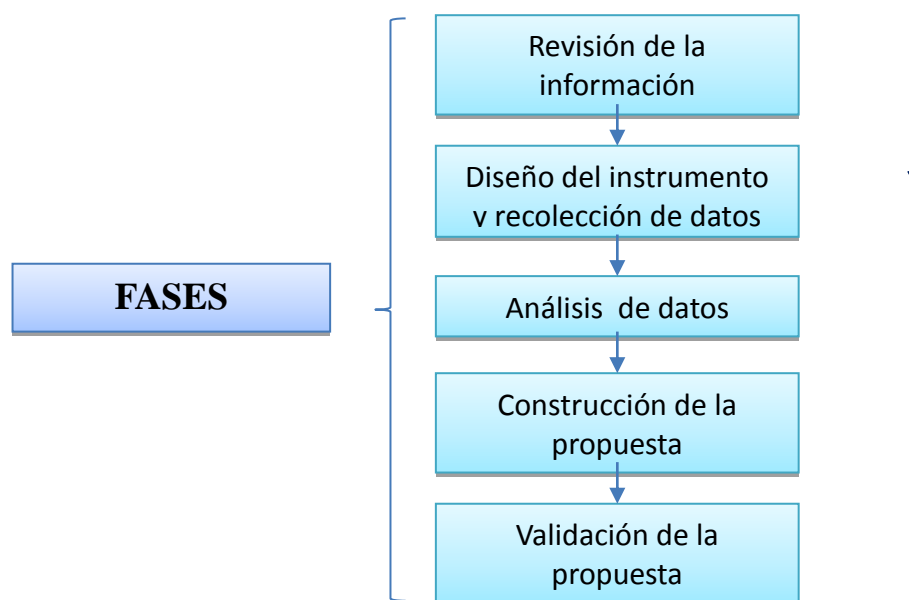 Revisión de la
información
Diseño del instrumento
y recolección de datos
FASES
Análisis de datos
Construcción de la
propuesta
Validación de la
propuesta